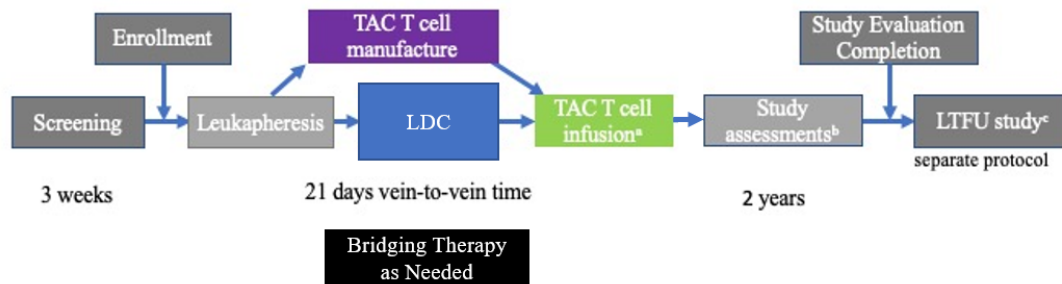 Enrollment
TAC T cell
manufacture
Study Evaluation
Completion
Screening
Leukapheresis
LDC
TAC T cell
infusionᵃ
Study
assessmentsᵇ
LTFU studyᶜ
separate protocol
3 weeks
21 days vein-to-vein time
2 years
Bridging Therapy
as Needed